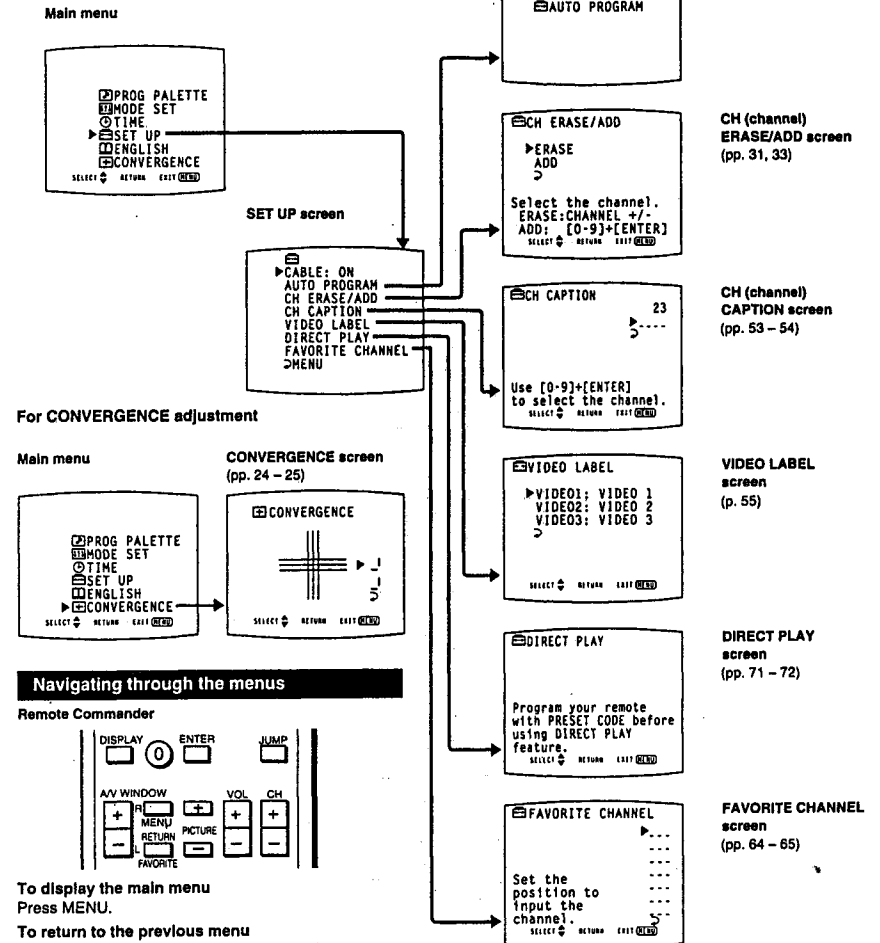 Main menu
PROG PALETTE
MODE SET
TIME
SET UP
ENGLISH
CONVERGENCE
SELECT RETURN EXIT MENU
SET UP screen
CABLE: ON
AUTO PROGRAM
CH ERASE/ADD
CH CAPTION
VIDEO LABEL
DIRECT PLAY
FAVORITE CHANNEL
MENU
AUTO PROGRAM
CH ERASE/ADD
ERASE
ADD
Select the channel.
ERASE:CHANNEL +/-
ADD: [0-9]+[ENTER]
SELECT RETURN EXIT MENU
CH (channel)
ERASE/ADD screen
(pp. 31, 33)
CH CAPTION
23
----
Use [0-9]+[ENTER]
to select the channel.
SELECT RETURN EXIT MENU
CH (channel)
CAPTION screen
(pp. 53 – 54)
VIDEO LABEL
VIDEO1: VIDEO 1
VIDEO2: VIDEO 2
VIDEO3: VIDEO 3
SELECT RETURN EXIT MENU
VIDEO LABEL
screen
(p. 55)
DIRECT PLAY
Program your remote
with PRESET CODE before
using DIRECT PLAY
feature.
SELECT RETURN EXIT MENU
DIRECT PLAY
screen
(pp. 71 – 72)
FAVORITE CHANNEL
---
---
---
---
---
---
---
Set the
position to
input the
channel.
SELECT RETURN EXIT MENU
FAVORITE CHANNEL
screen
(pp. 64 – 65)
For CONVERGENCE adjustment
Main menu
PROG PALETTE
MODE SET
TIME
SET UP
ENGLISH
CONVERGENCE
SELECT RETURN EXIT MENU
CONVERGENCE screen
(pp. 24 – 25)
CONVERGENCE
SELECT RETURN EXIT MENU
Navigating through the menus
Remote Commander
DISPLAY 0 ENTER JUMP
A/V WINDOW VOL CH
+ R + + +
MENU
RETURN PICTURE
– L – – –
FAVORITE
To display the main menu
Press MENU.
To return to the previous menu